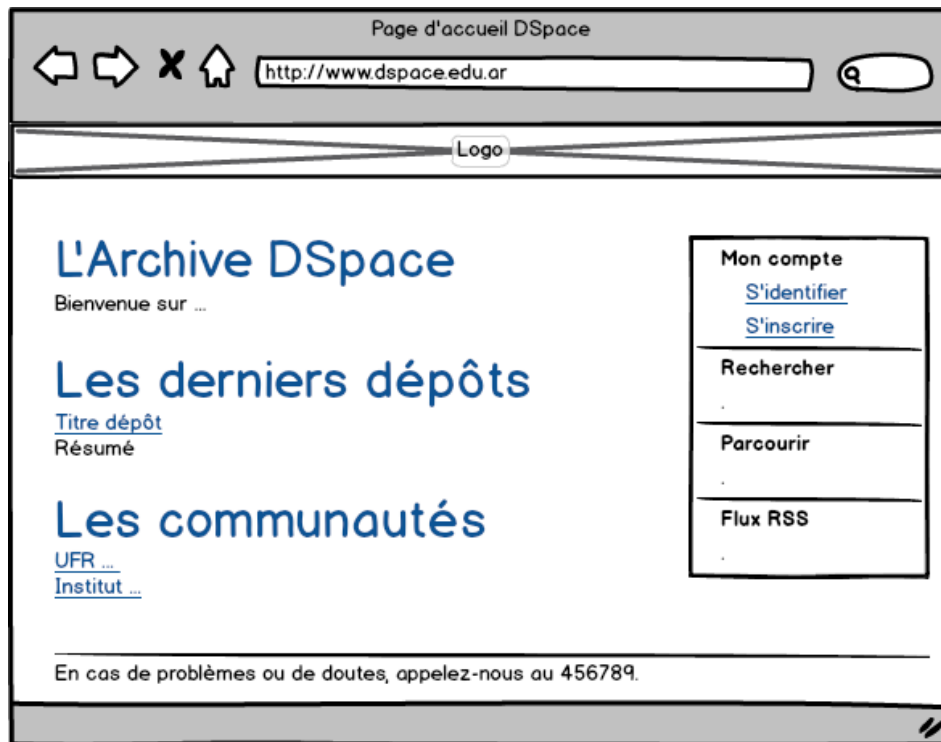 Page d'accueil DSpace
http://www.dspace.edu.ar
Logo
L'Archive DSpace
Bienvenue sur ...
Les derniers dépôts
Titre dépôt
Résumé
Les communautés
UFR ...
Institut ...
Mon compte
S'identifier
S'inscrire
Rechercher
.
Parcourir
.
Flux RSS
.
En cas de problèmes ou de doutes, appelez-nous au 456789.